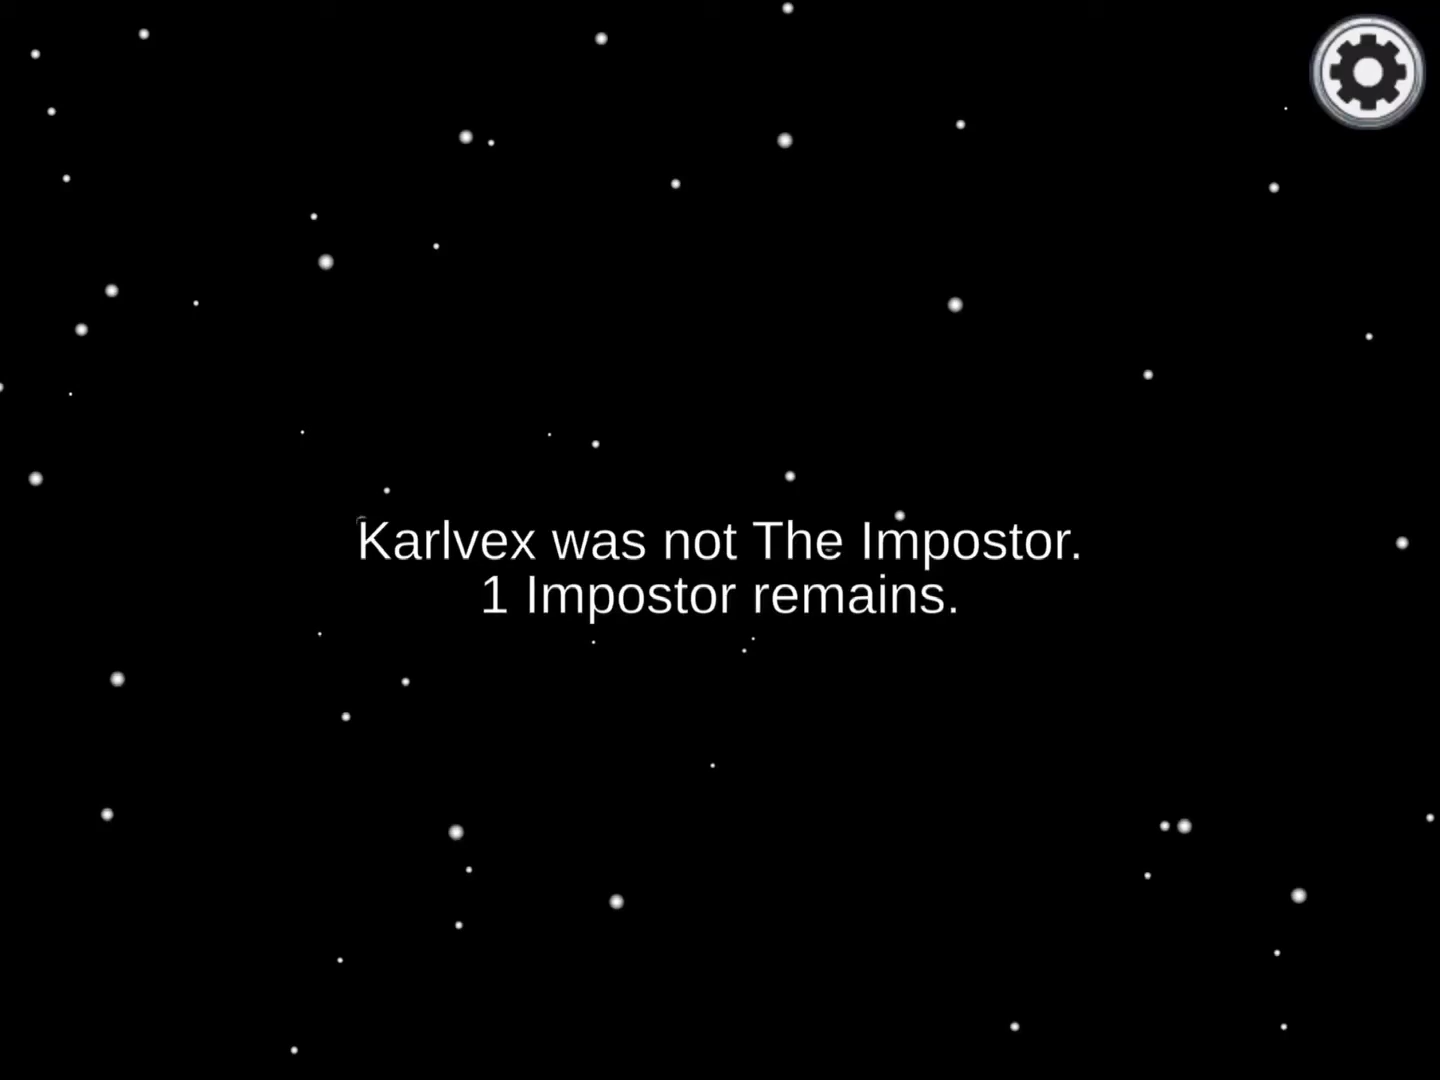 Karlvex was not The Impostor.
1 Impostor remains.